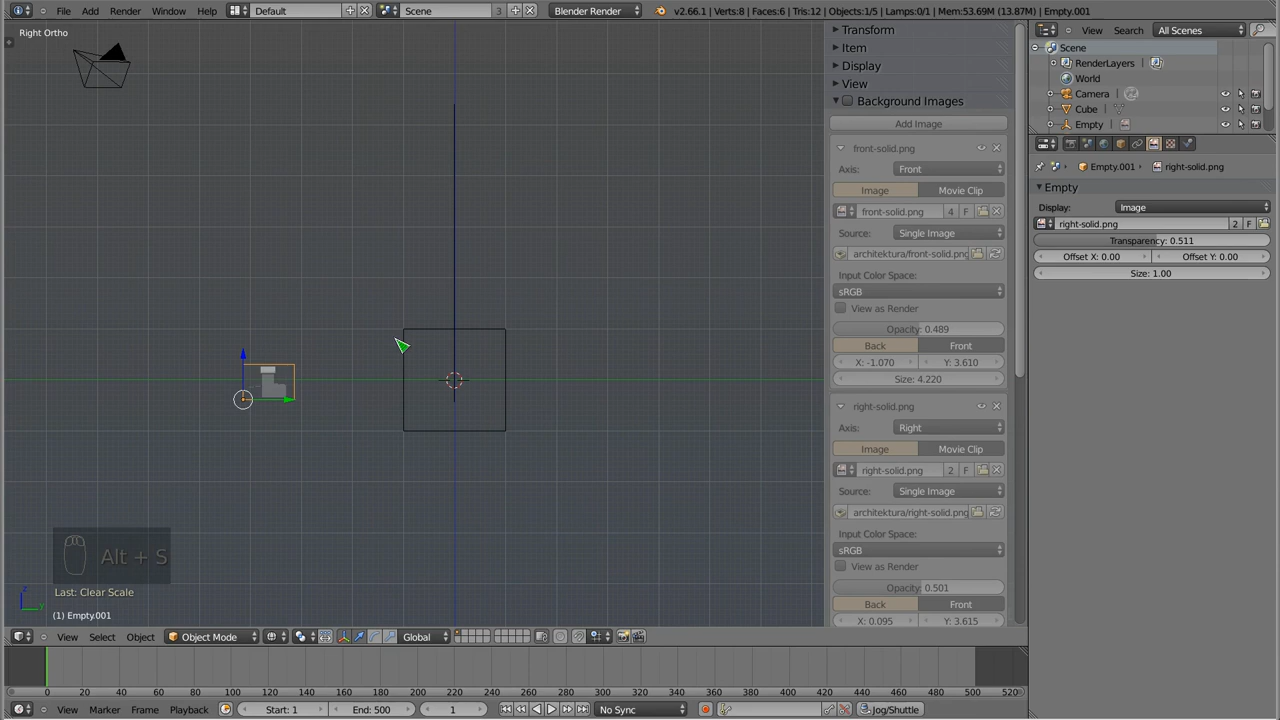 File Add Render Window Help Default Scene 3 Blender Render v2.66.1 | Verts:8 | Faces:6 | Tris:12 | Objects:1/5 | Lamps:0/1 | Mem:53.69M (13.87M) | Empty.001
Right Ortho
Transform
Item
Display
View
Background Images
Add Image
front-solid.png
Axis: Front
Image Movie Clip
front-solid.png 4 F
Source: Single Image
architektura/front-solid.png
Input Color Space:
sRGB
View as Render
Opacity: 0.489
Back Front
X: -1.070 Y: 3.610
Size: 4.220
right-solid.png
Axis: Right
Image Movie Clip
right-solid.png 2 F
Source: Single Image
architektura/right-solid.png
Input Color Space:
sRGB
View as Render
Opacity: 0.501
Back Front
X: 0.095 Y: 3.615
View Search All Scenes
Scene
RenderLayers
World
Camera
Cube
Empty
Empty.001 right-solid.png
Empty
Display: Image
right-solid.png 2 F
Transparency: 0.511
Offset X: 0.00 Offset Y: 0.00
Size: 1.00
Alt + S
Last: Clear Scale
z
y
(1) Empty.001
View Select Object Object Mode Global
0 20 40 60 80 100 120 140 160 180 200 220 240 260 280 300 320 340 360 380 400 420 440 460 480 500 520
View Marker Frame Playback Start: 1 End: 500 1 No Sync Jog/Shuttle